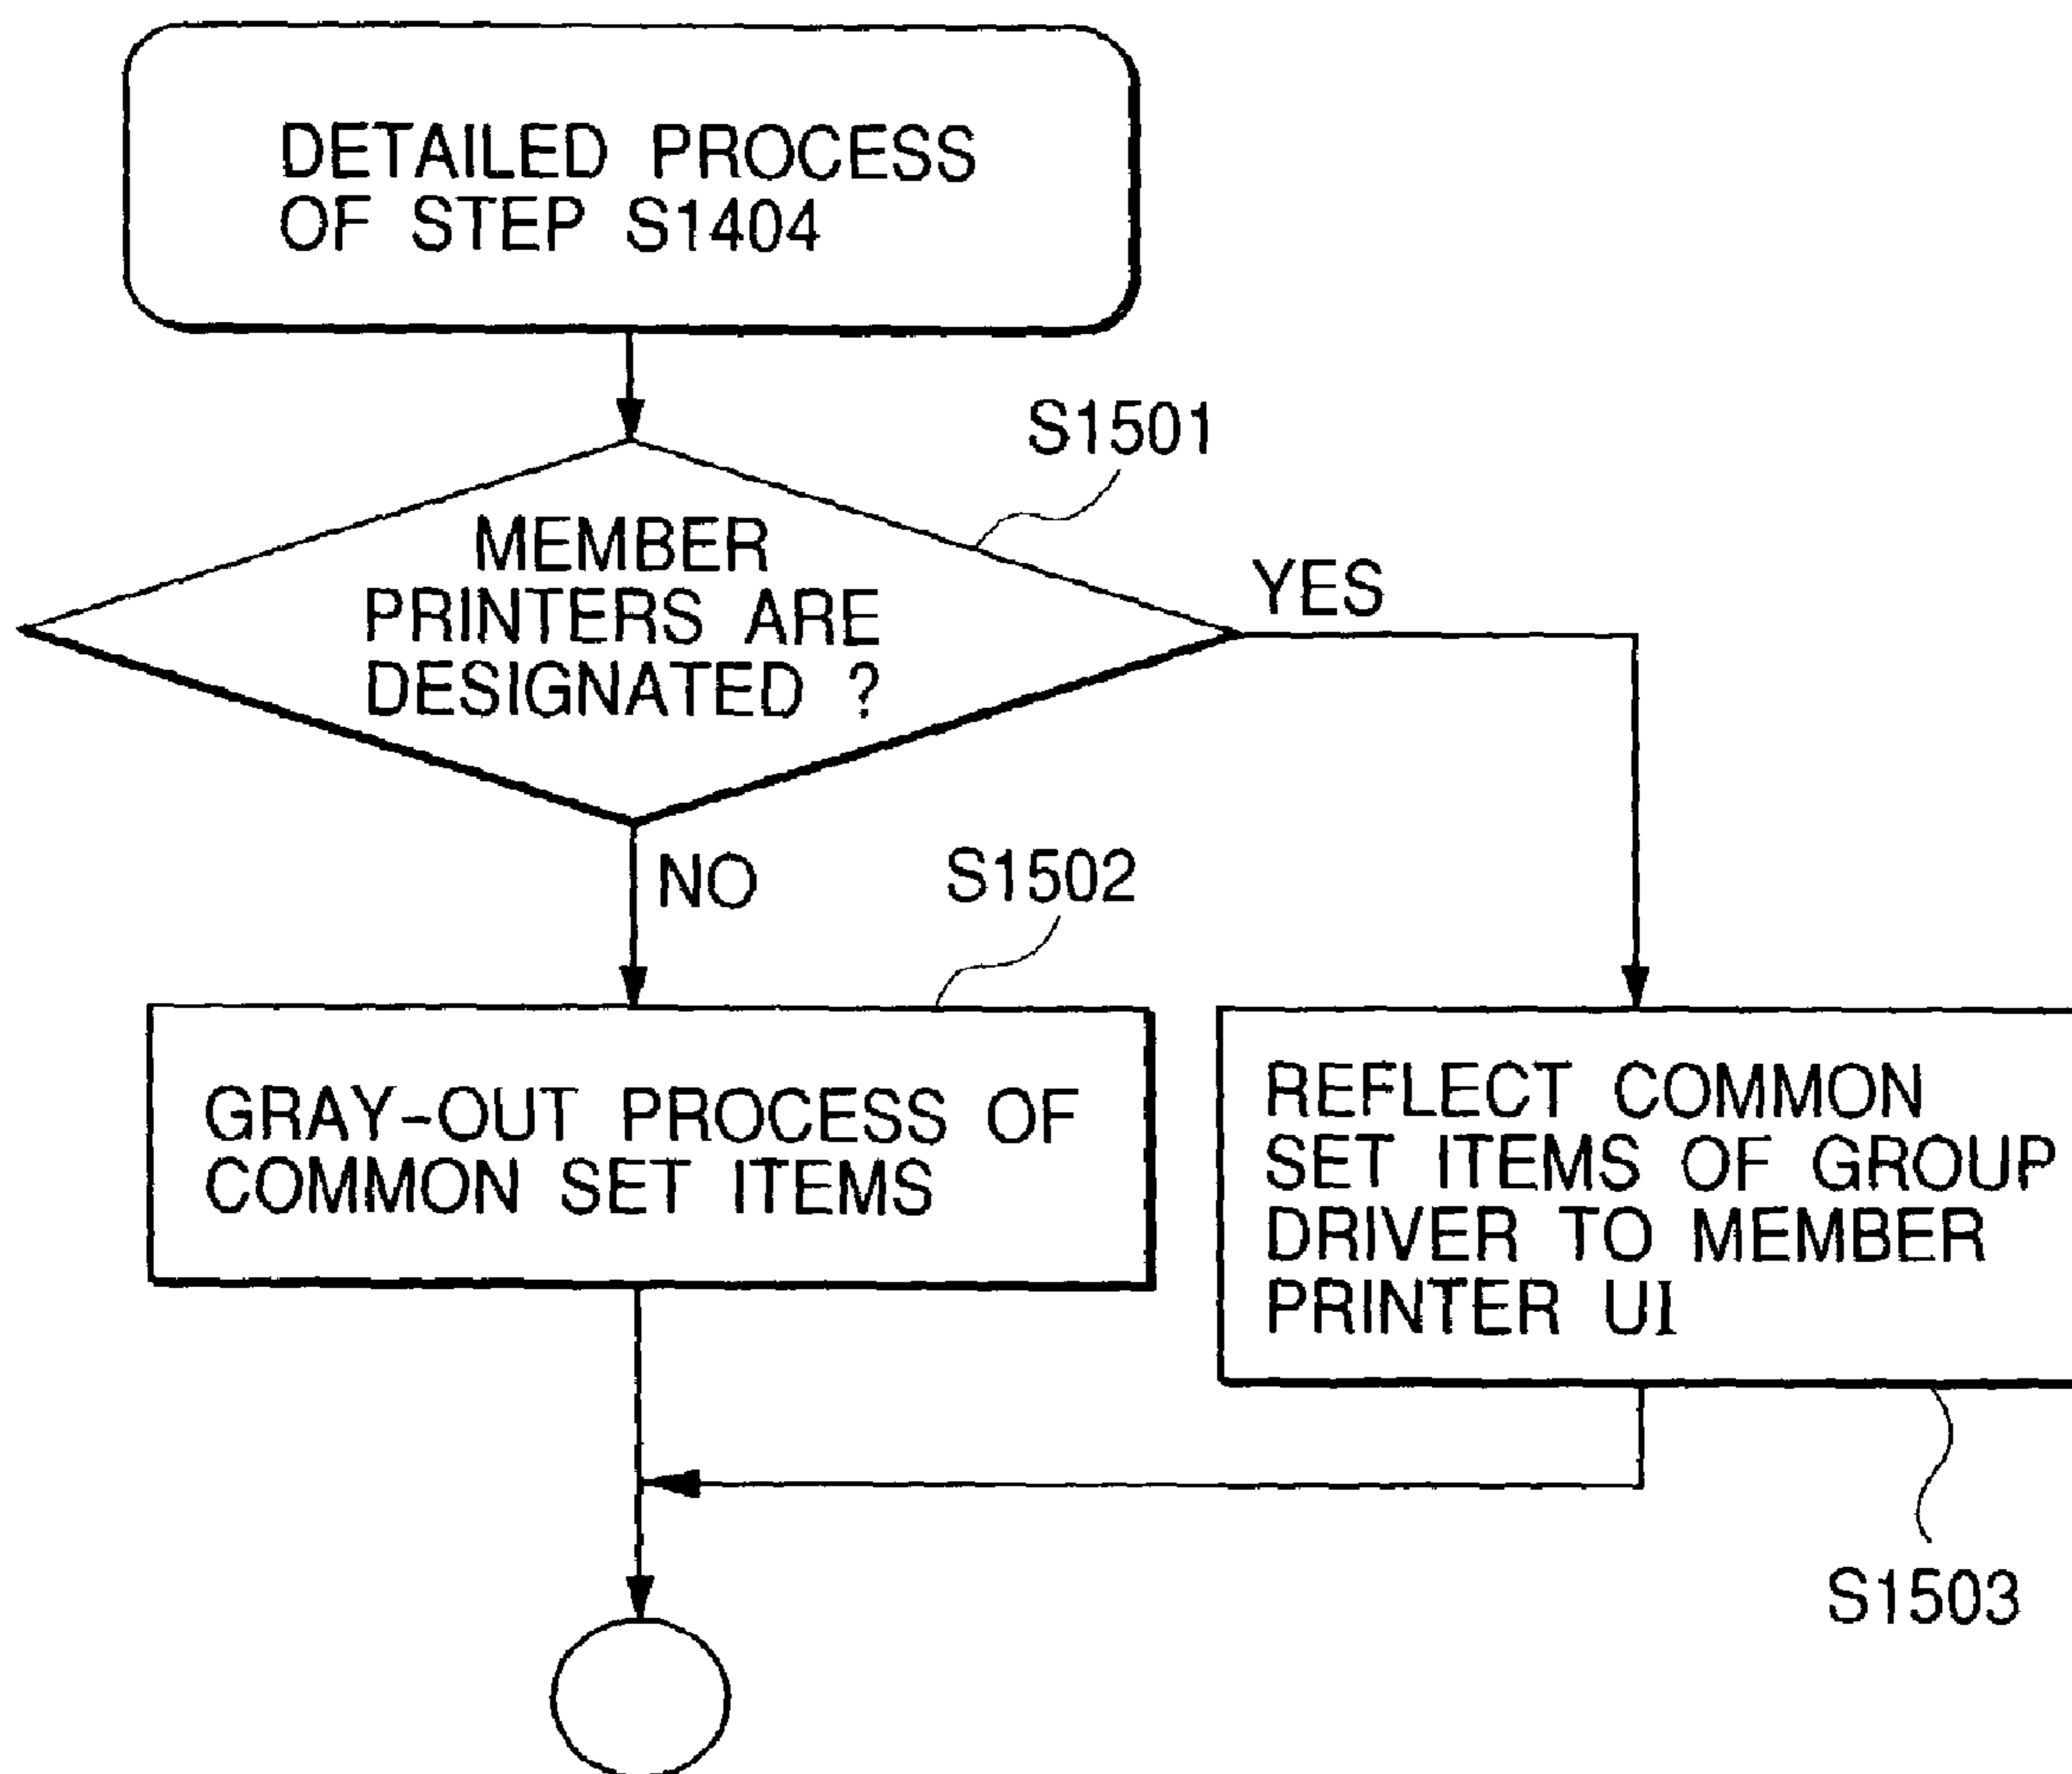 DETAILED PROCESS
OF STEP S1404
S1501
MEMBER
PRINTERS ARE
DESIGNATED ?
YES
NO
S1502
GRAY-OUT PROCESS OF
COMMON SET ITEMS
REFLECT COMMON
SET ITEMS OF GROUP
DRIVER TO MEMBER
PRINTER UI
S1503